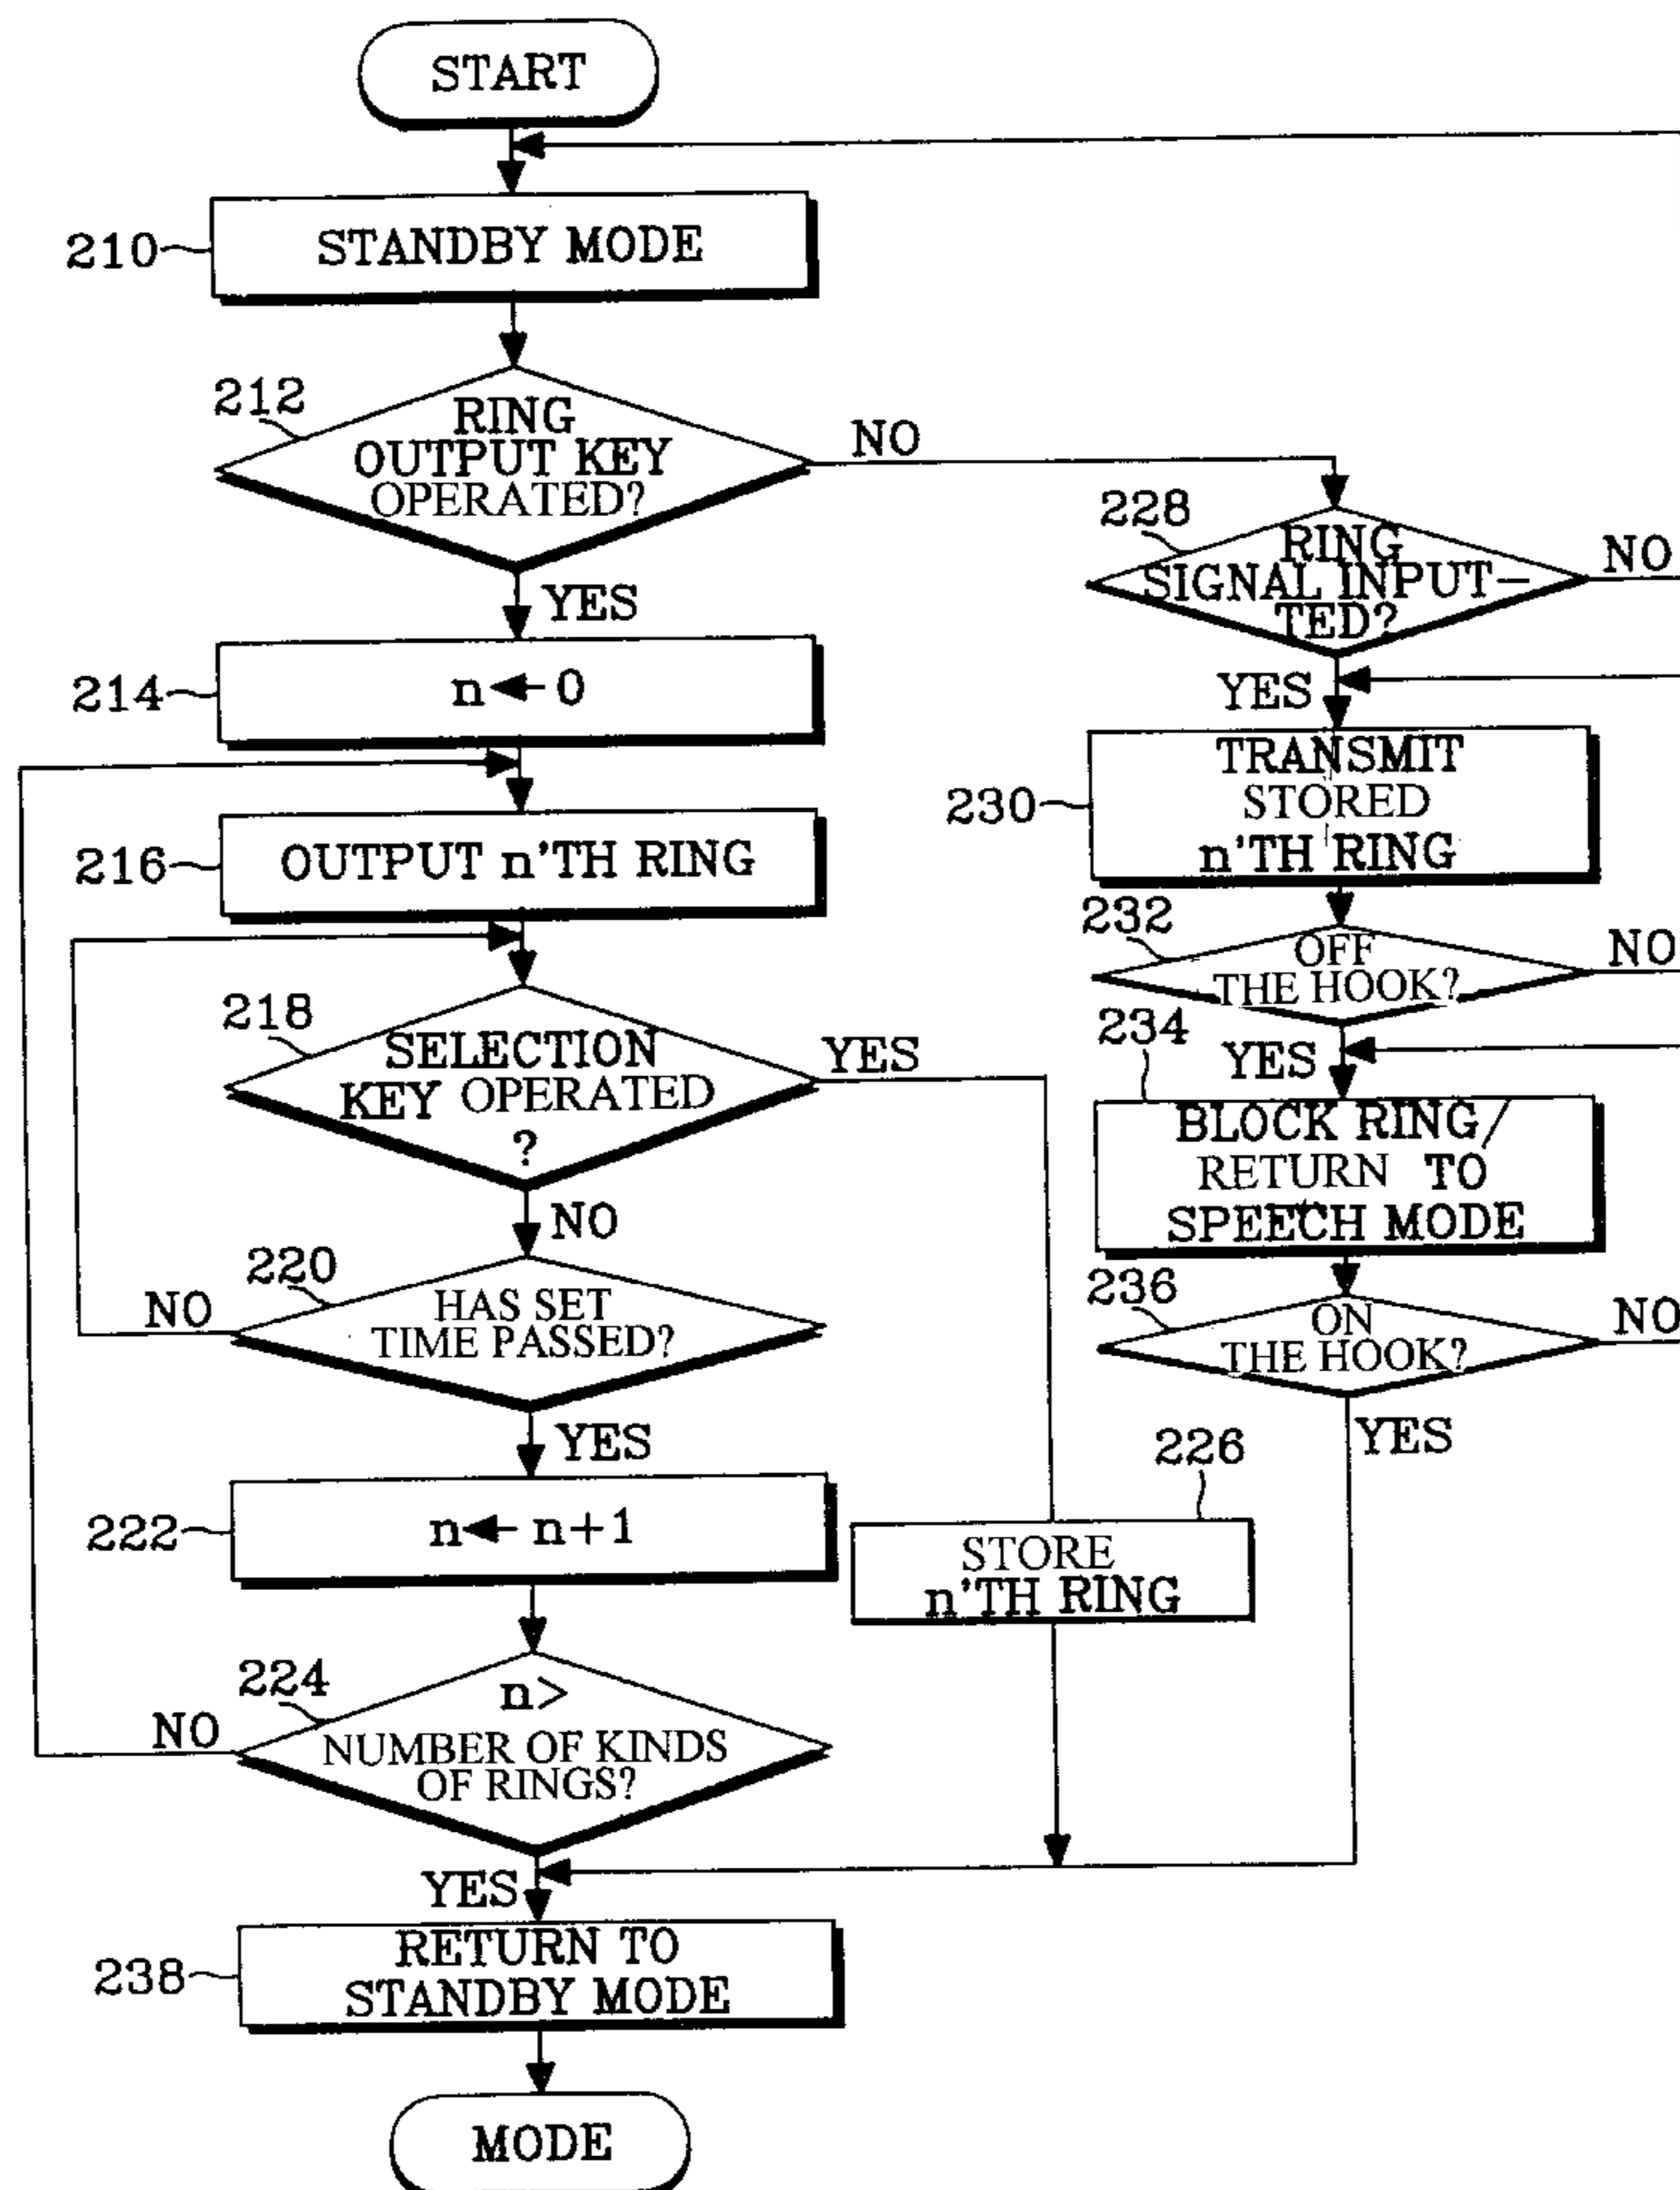 START
210
STANDBY MODE
212
RING
OUTPUT KEY
OPERATED?
NO
YES
214
n←0
216
OUTPUT n'TH RING
218
SELECTION
KEY OPERATED
?
YES
NO
220
HAS SET
TIME PASSED?
NO
YES
222
n← n+1
224
n>
NUMBER OF KINDS
OF RINGS?
NO
YES
226
STORE
n'TH RING
228
RING
SIGNAL INPUT-
TED?
NO
YES
230
TRANSMIT
STORED
n'TH RING
232
OFF
THE HOOK?
NO
YES
234
BLOCK RING/
RETURN TO
SPEECH MODE
236
ON
THE HOOK?
NO
YES
238
RETURN TO
STANDBY MODE
MODE